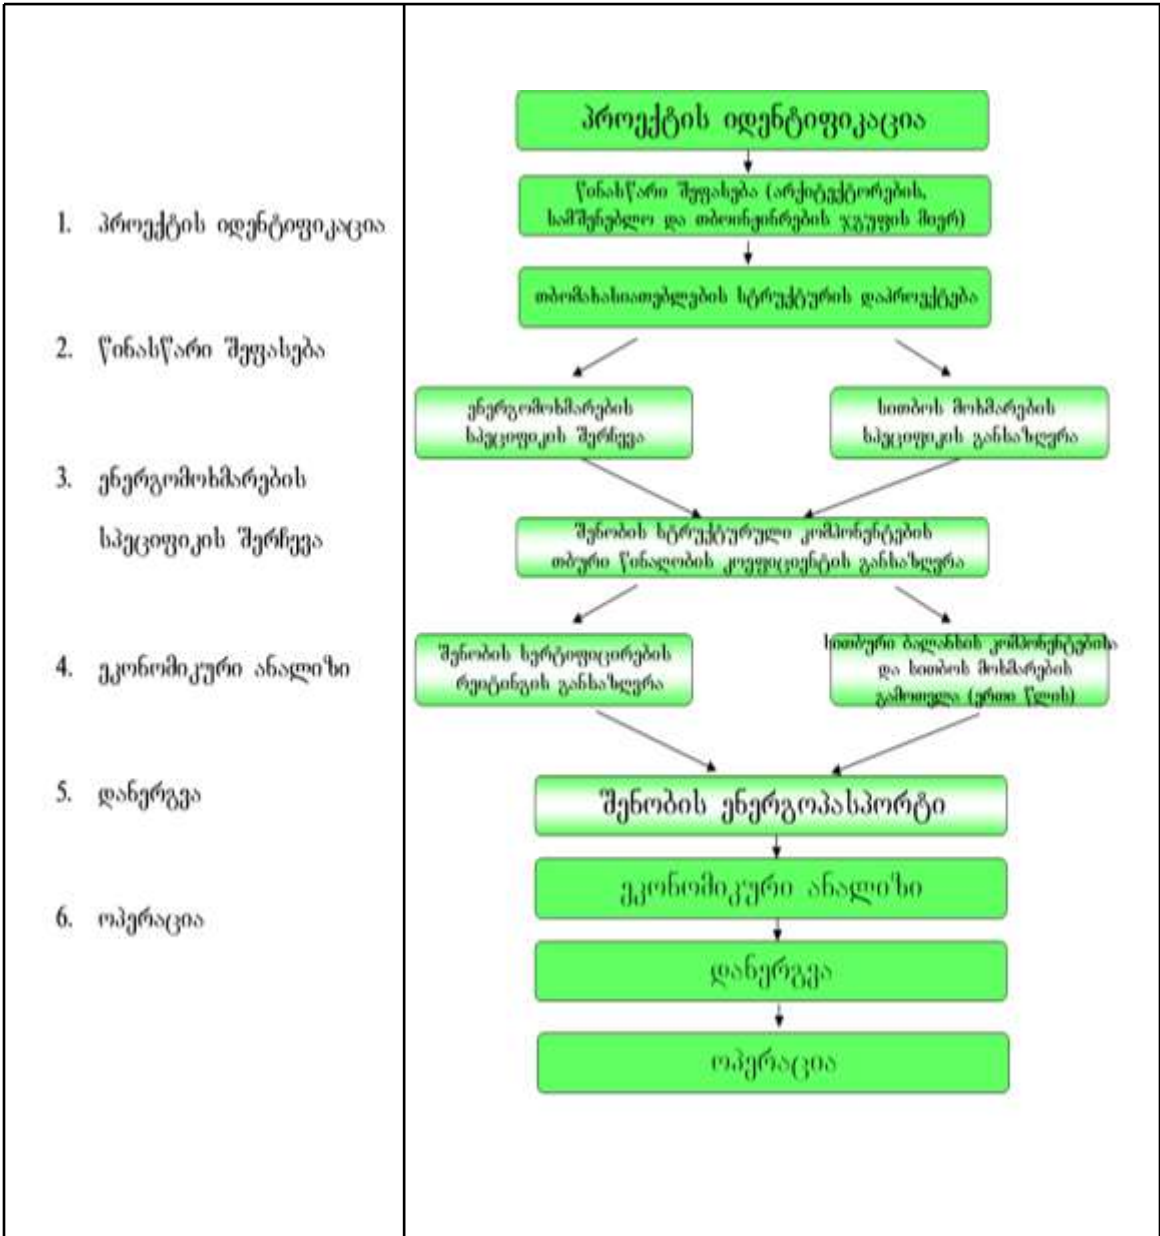 1. პროექტის იდენტიფიკაცია
2. წინასწარი შეფასება
3. ენერგომოხმარების
სპეციფიკის შერჩევა
4. ეკონომიკური ანალიზი
5. დანერგვა
6. ოპერაცია
პროექტის იდენტიფიკაცია
წინასწარი შეფასება (არქიტექტორების,
სამშენებლო და თბოინჟინრების ჯგუფის მიერ)
თბომახასიათებლების სტრუქტურის დაპროექტება
ენერგომოხმარების
სპეციფიკის შერჩევა
სითბოს მოხმარების
სპეციფიკის განსაზღვრა
შენობის სტრუქტურული კომპონენტების
თბური წინაღობის კოეფიციენტის განსაზღვრა
შენობის სერტიფიცირების
რეიტინგის განსაზღვრა
სითბური ბალანსის კომპონენტებისა
და სითბოს მოხმარების
გამოთვლა (ერთი წლის)
შენობის ენერგოპასპორტი
ეკონომიკური ანალიზი
დანერგვა
ოპერაცია